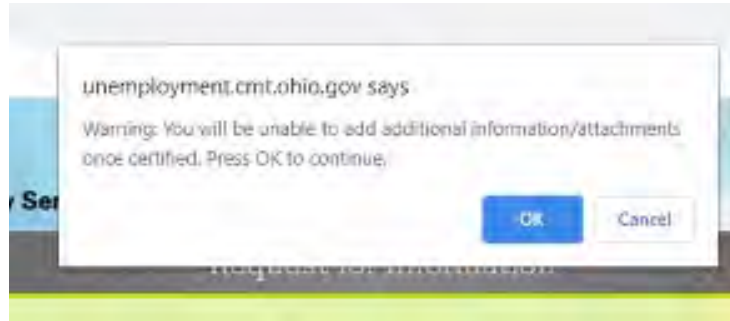 unemployment.cmt.ohio.gov says
Warning: You will be unable to add additional information/attachments
once certified. Press OK to continue.
y Ser
OK Cancel
Request for Information